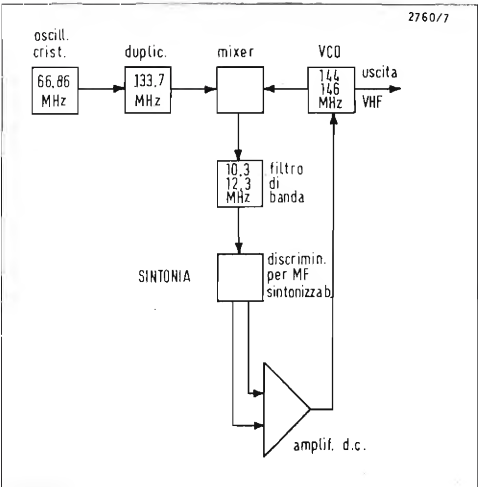 2760/7
oscill.
crist.
duplic.
mixer
VCO
66,86
MHz
133,7
MHz
144
146
MHz
uscita
VHF
10,3
12,3
MHz
filtro
di
banda
SINTONIA
discrimin.
per MF
sintonizzab.
amplif. d.c.